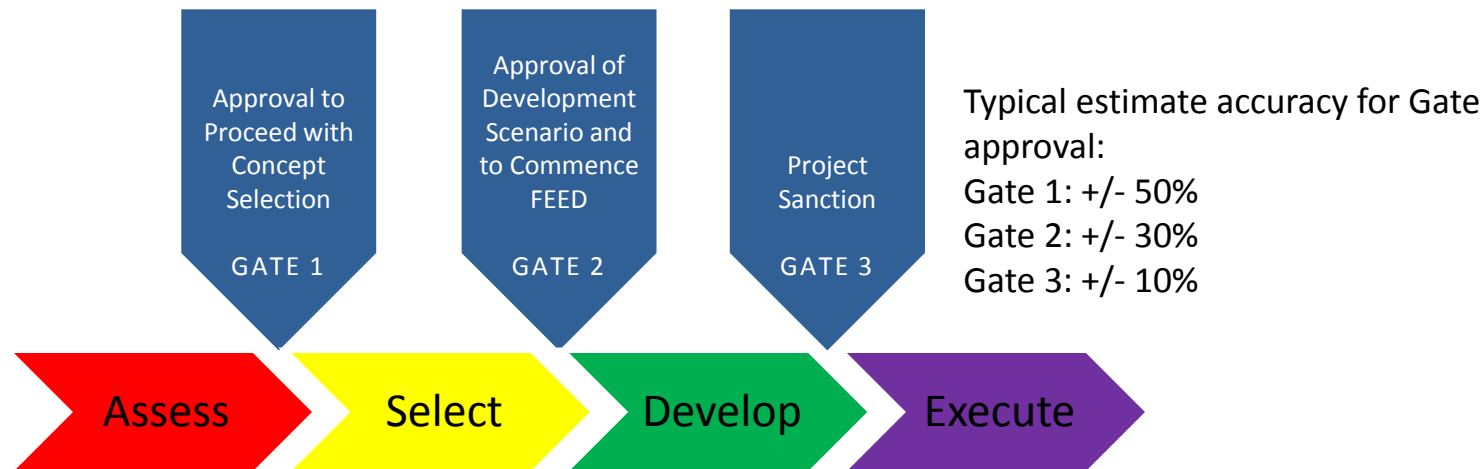 Approval to
Proceed with
Concept
Selection
GATE 1
Approval of
Development
Scenario and
to Commence
FEED
GATE 2
Project
Sanction
GATE 3
Typical estimate accuracy for Gate
approval:
Gate 1: +/- 50%
Gate 2: +/- 30%
Gate 3: +/- 10%
Assess
Select
Develop
Execute